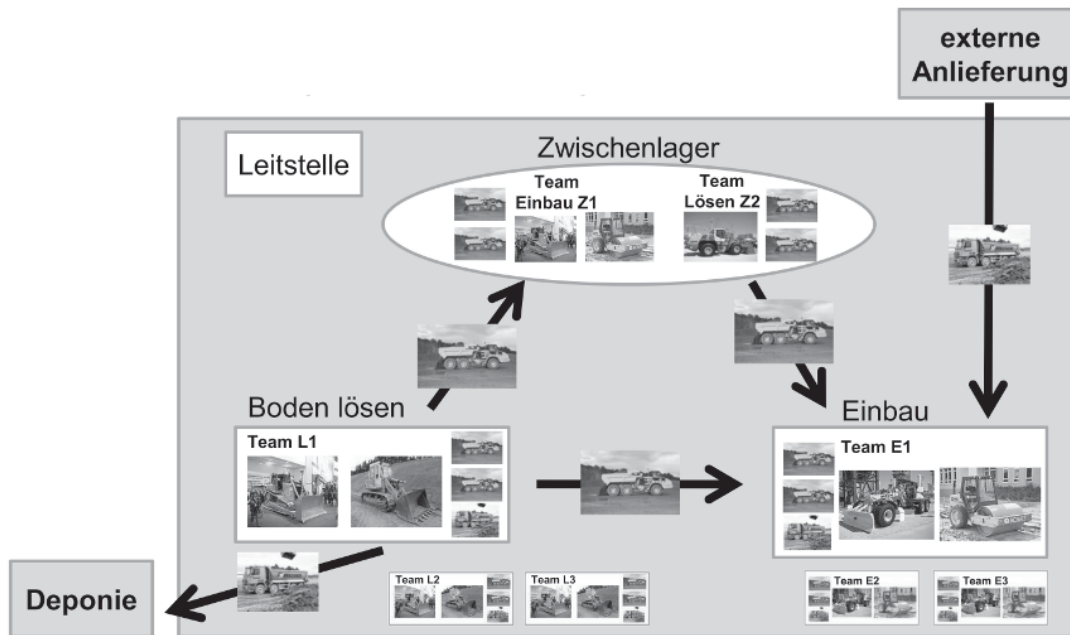 externe
Anlieferung
Leitstelle
Zwischenlager
Team
Einbau Z1
Team
Lösen Z2
Boden lösen
Einbau
Team L1
Team E1
Deponie
Team L2
Team L3
Team E2
Team E3